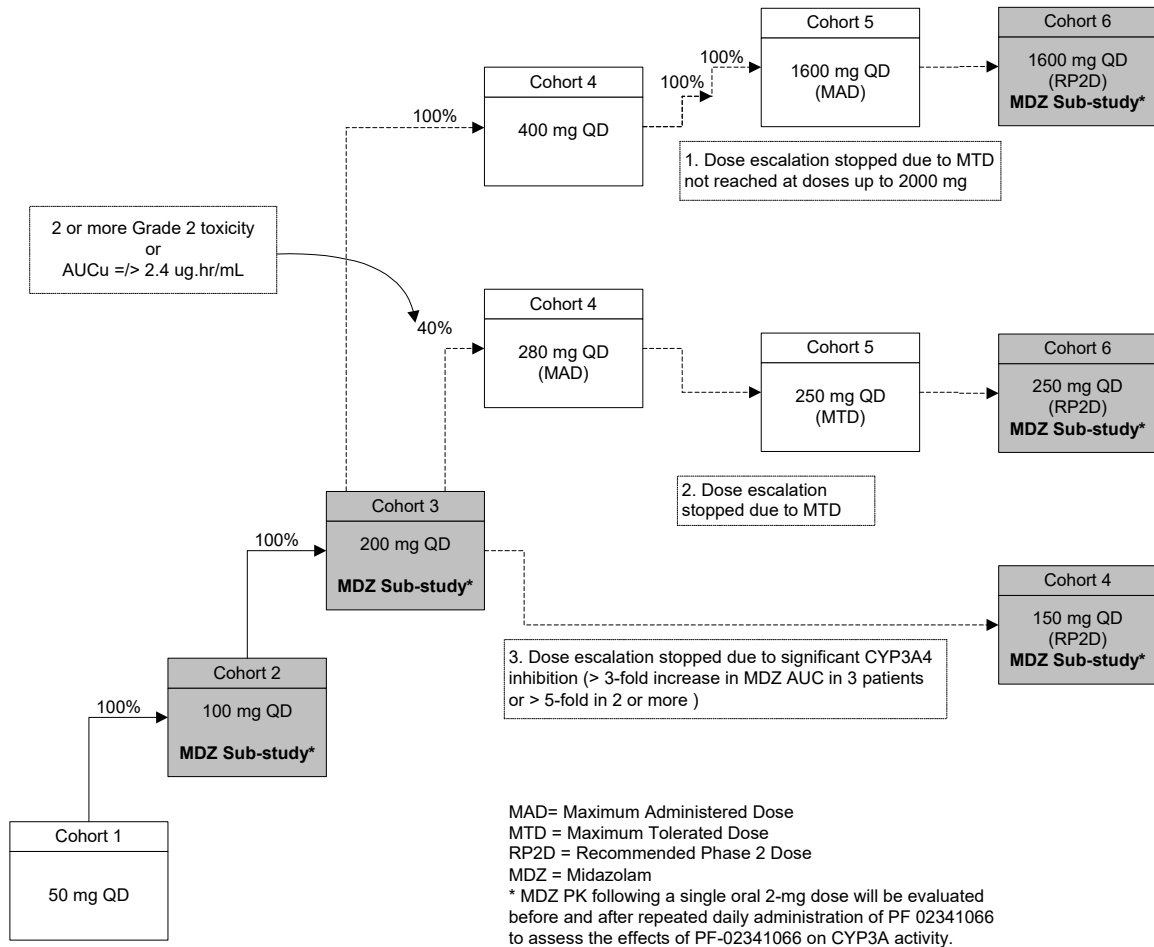 Cohort 5
1600 mg QD
(MAD)
Cohort 6
1600 mg QD
(RP2D)
MDZ Sub-study*
100%
100%
Cohort 4
400 mg QD
100%
1. Dose escalation stopped due to MTD
not reached at doses up to 2000 mg
2 or more Grade 2 toxicity
or
AUCu =/> 2.4 ug.hr/mL
40%
Cohort 4
280 mg QD
(MAD)
Cohort 5
250 mg QD
(MTD)
Cohort 6
250 mg QD
(RP2D)
MDZ Sub-study*
2. Dose escalation
stopped due to MTD
Cohort 3
200 mg QD
MDZ Sub-study*
100%
Cohort 4
150 mg QD
(RP2D)
MDZ Sub-study*
3. Dose escalation stopped due to significant CYP3A4
inhibition (> 3-fold increase in MDZ AUC in 3 patients
or > 5-fold in 2 or more )
Cohort 2
100 mg QD
MDZ Sub-study*
100%
Cohort 1
50 mg QD
MAD= Maximum Administered Dose
MTD = Maximum Tolerated Dose
RP2D = Recommended Phase 2 Dose
MDZ = Midazolam
* MDZ PK following a single oral 2-mg dose will be evaluated
before and after repeated daily administration of PF 02341066
to assess the effects of PF-02341066 on CYP3A activity.